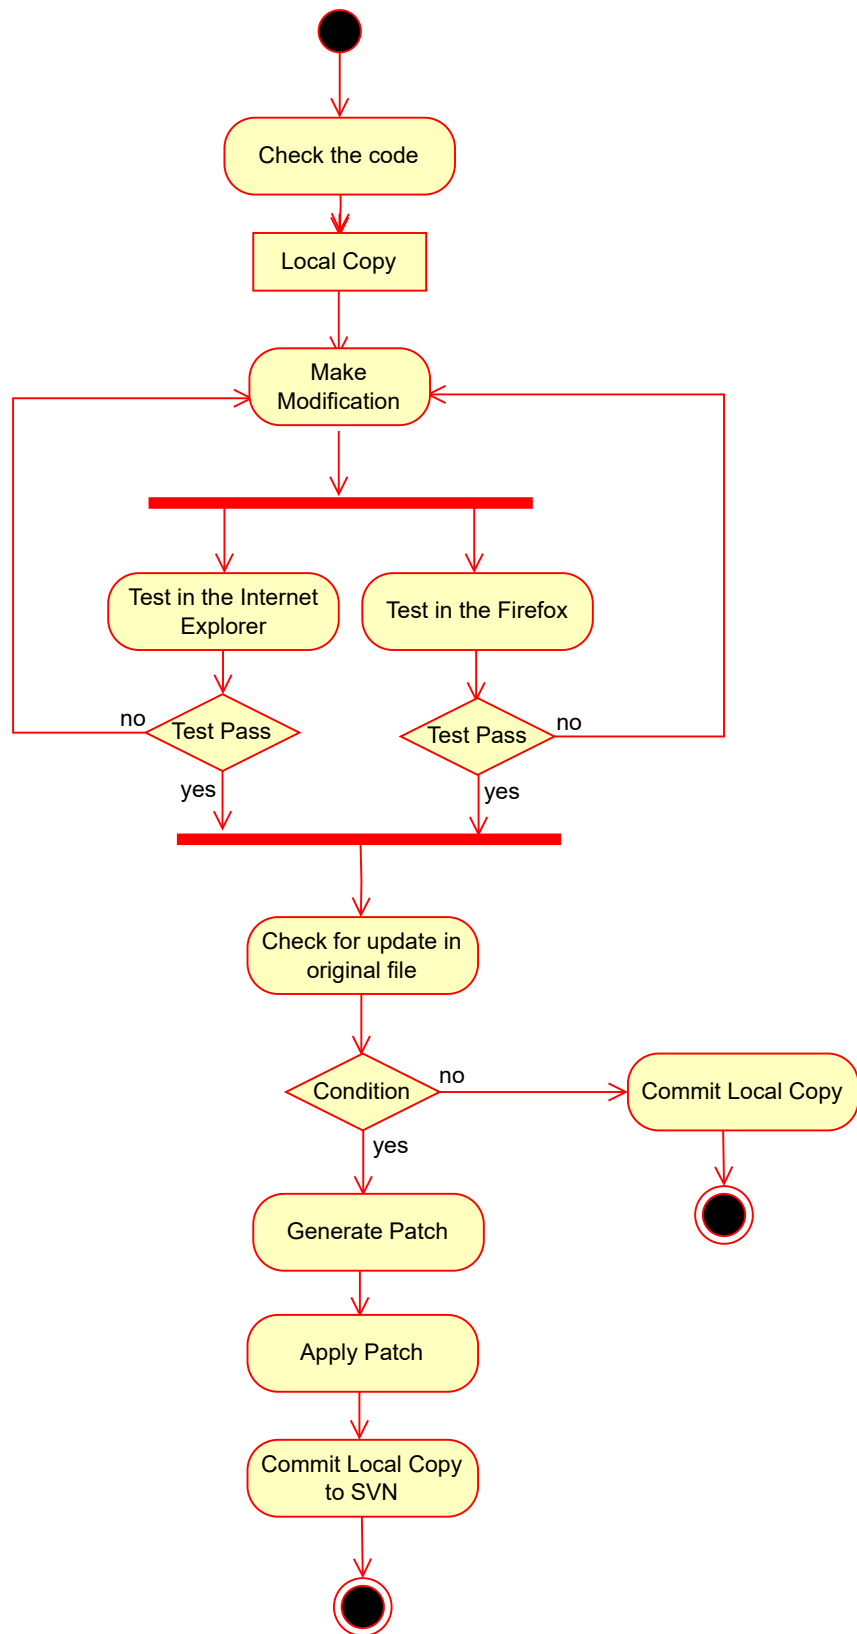 Check the code
Local Copy
Make
Modification
Test in the Internet
Explorer
Test in the Firefox
no
Test Pass
no
Test Pass
yes
yes
Check for update in
original file
Condition
no
Commit Local Copy
yes
Generate Patch
Apply Patch
Commit Local Copy
to SVN